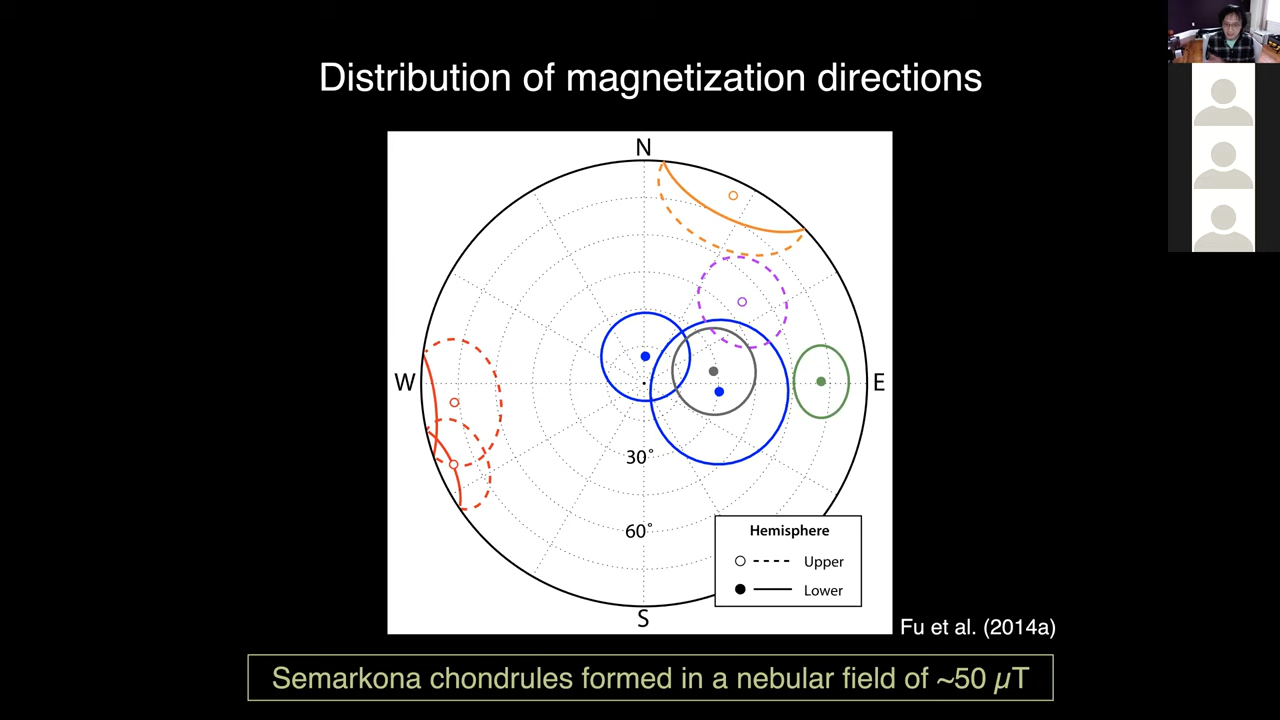 Distribution of magnetization directions
N
W
E
30°
60°
S
Hemisphere
Upper
Lower
Fu et al. (2014a)
Semarkona chondrules formed in a nebular field of ~50 µT